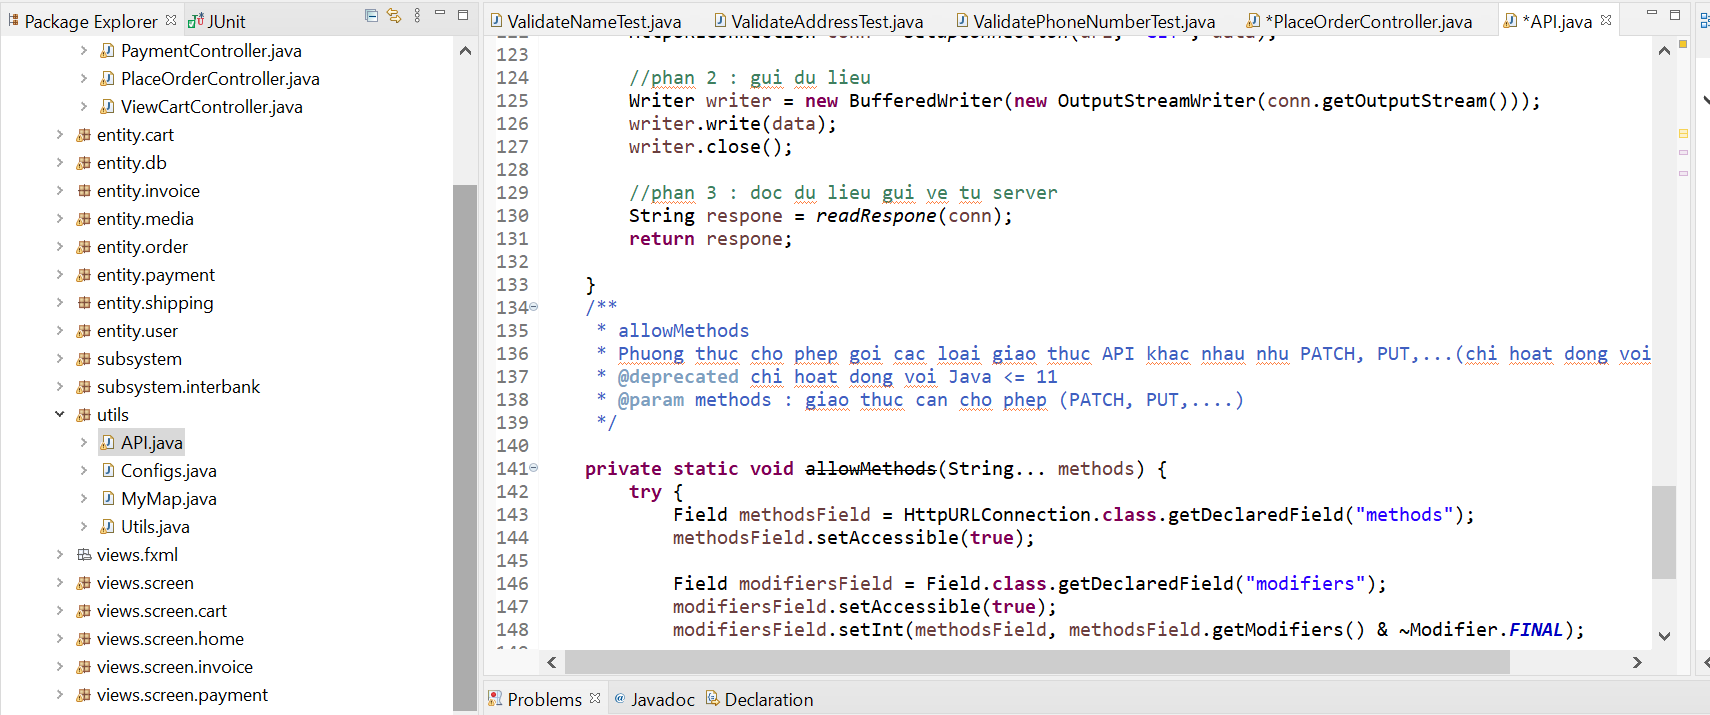 Package Explorer
JUnit
PaymentController.java
PlaceOrderController.java
ViewCartController.java
entity.cart
entity.db
entity.invoice
entity.media
entity.order
entity.payment
entity.shipping
entity.user
subsystem
subsystem.interbank
utils
API.java
Configs.java
MyMap.java
Utils.java
views.fxml
views.screen
views.screen.cart
views.screen.home
views.screen.invoice
views.screen.payment
ValidateNameTest.java
ValidateAddressTest.java
ValidatePhoneNumberTest.java
*PlaceOrderController.java
*API.java
123
124 //phan 2 : gui du lieu
125 Writer writer = new BufferedWriter(new OutputStreamWriter(conn.getOutputStream()));
126 writer.write(data);
127 writer.close();
128
129 //phan 3 : doc du lieu gui ve tu server
130 String respone = readRespone(conn);
131 return respone;
132
133 }
134 /**
135 * allowMethods
136 * Phuong thuc cho phep goi cac loai giao thuc API khac nhau nhu PATCH, PUT,...(chi hoat dong voi
137 * @deprecated chi hoat dong voi Java <= 11
138 * @param methods : giao thuc can cho phep (PATCH, PUT,....)
139 */
140
141 private static void allowMethods(String... methods) {
142 try {
143 Field methodsField = HttpURLConnection.class.getDeclaredField("methods");
144 methodsField.setAccessible(true);
145
146 Field modifiersField = Field.class.getDeclaredField("modifiers");
147 modifiersField.setAccessible(true);
148 modifiersField.setInt(methodsField, methodsField.getModifiers() & ~Modifier.FINAL);
Problems
@ Javadoc
Declaration